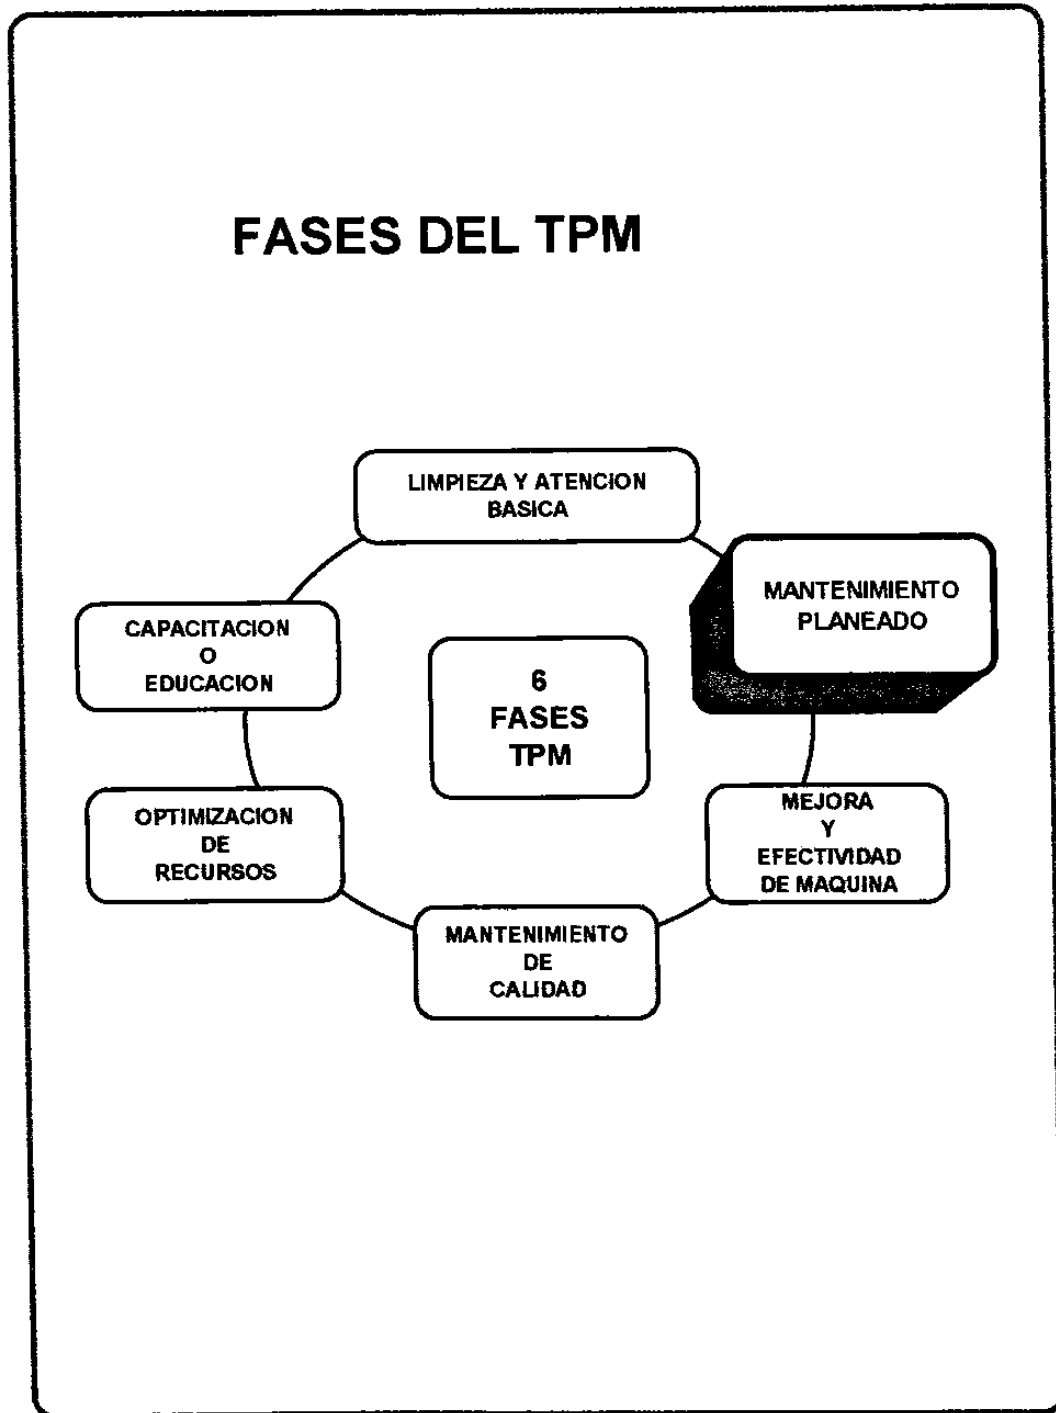 FASES DEL TPM
LIMPIEZA Y ATENCION
BASICA
MANTENIMIENTO
PLANEADO
CAPACITACION
O
EDUCACION
6
FASES
TPM
MEJORA
Y
EFECTIVIDAD
DE MAQUINA
OPTIMIZACION
DE
RECURSOS
MANTENIMIENTO
DE
CALIDAD